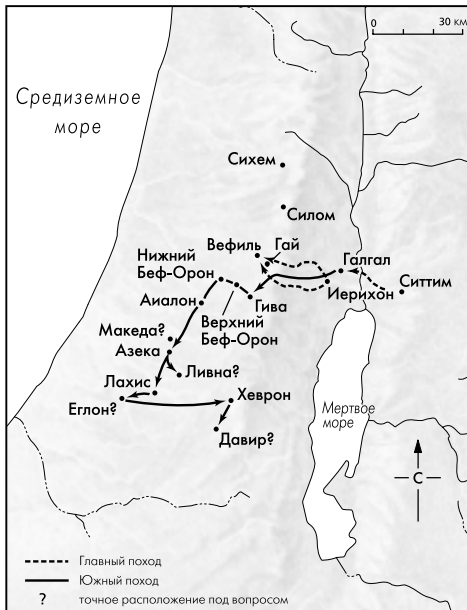 0 30 км
Средиземное
море
Сихем
Силом
Вефиль
Гай
Галгал
Нижний
Беф-Орон
Ситтим
Иерихон
Аиалон
Гива
Верхний
Беф-Орон
Македа?
Азека
Ливна?
Лахис
Хеврон
Еглон?
Мертвое
море
Давир?
С
Главный поход
Южный поход
? точное расположение под вопросом